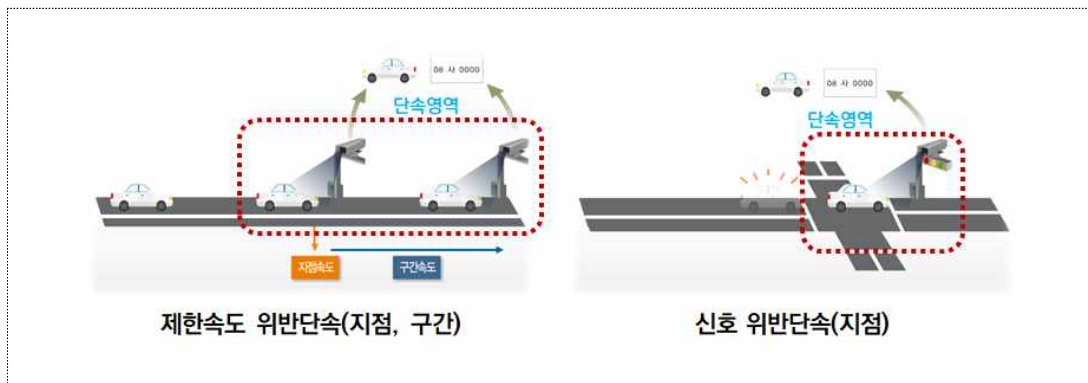 08 사 0000
단속영역
지점속도
구간속도
제한속도 위반단속(지점, 구간)
08 사 0000
단속영역
신호 위반단속(지점)